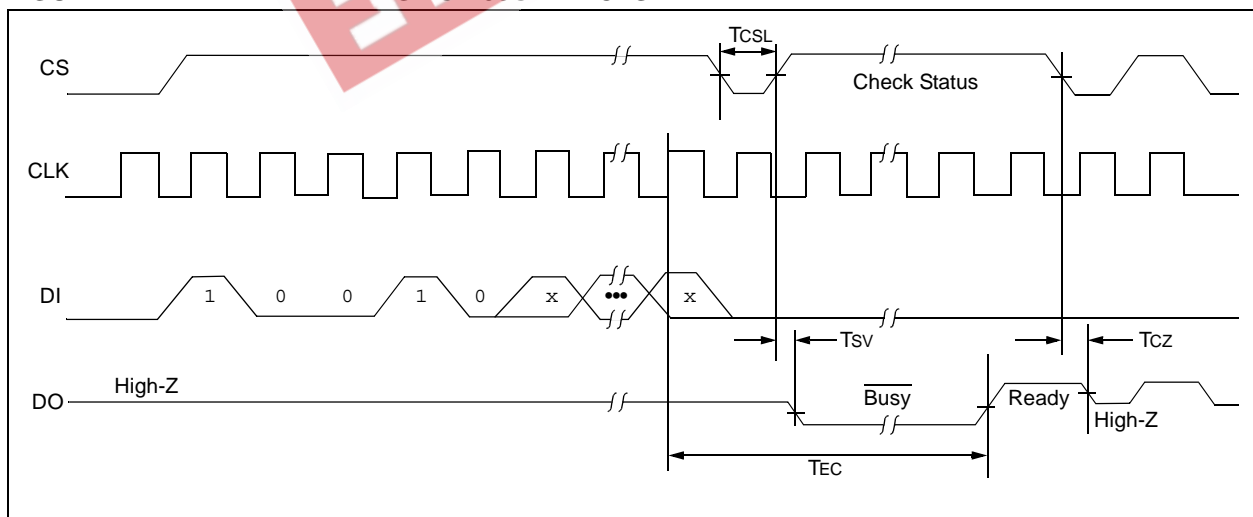 TCSL
CS
Check Status
CLK
DI
1 0 0 1 0 x ••• x
TSV
TCZ
High-Z
DO
Busy
Ready
High-Z
TEC